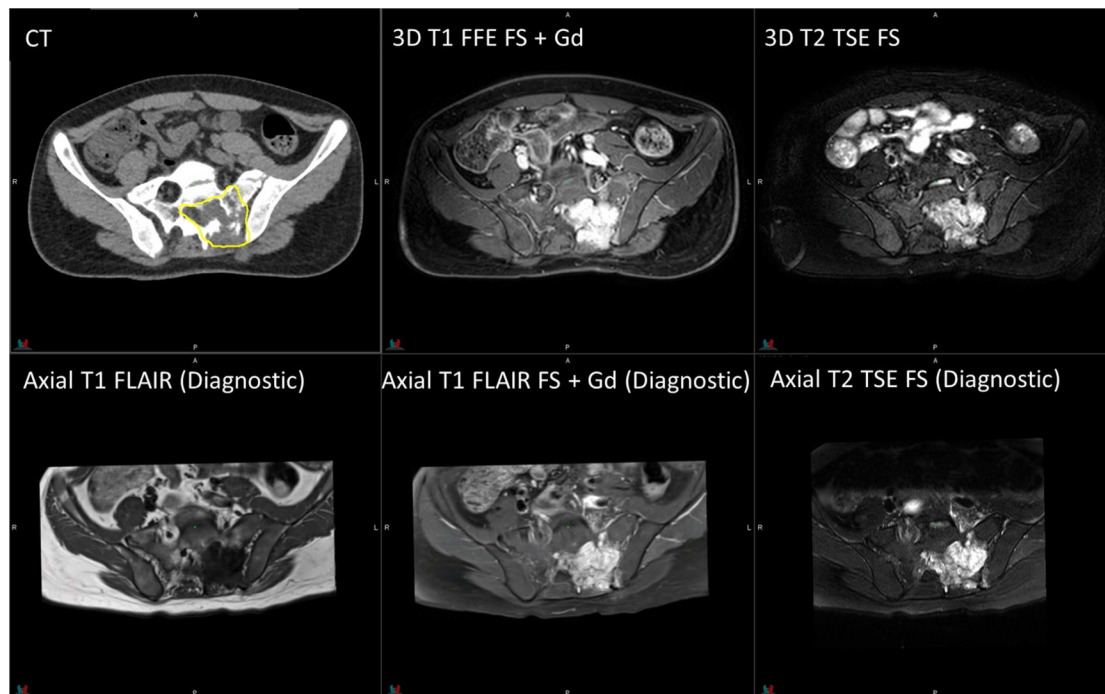 A
A
A
CT
3D T1 FFE FS + Gd
3D T2 TSE FS
R
L
R
L
R
L
P
P
P
A
A
A
Axial T1 FLAIR (Diagnostic)
Axial T1 FLAIR FS + Gd (Diagnostic)
Axial T2 TSE FS (Diagnostic)
R
L
R
L
R
L
P
P
P